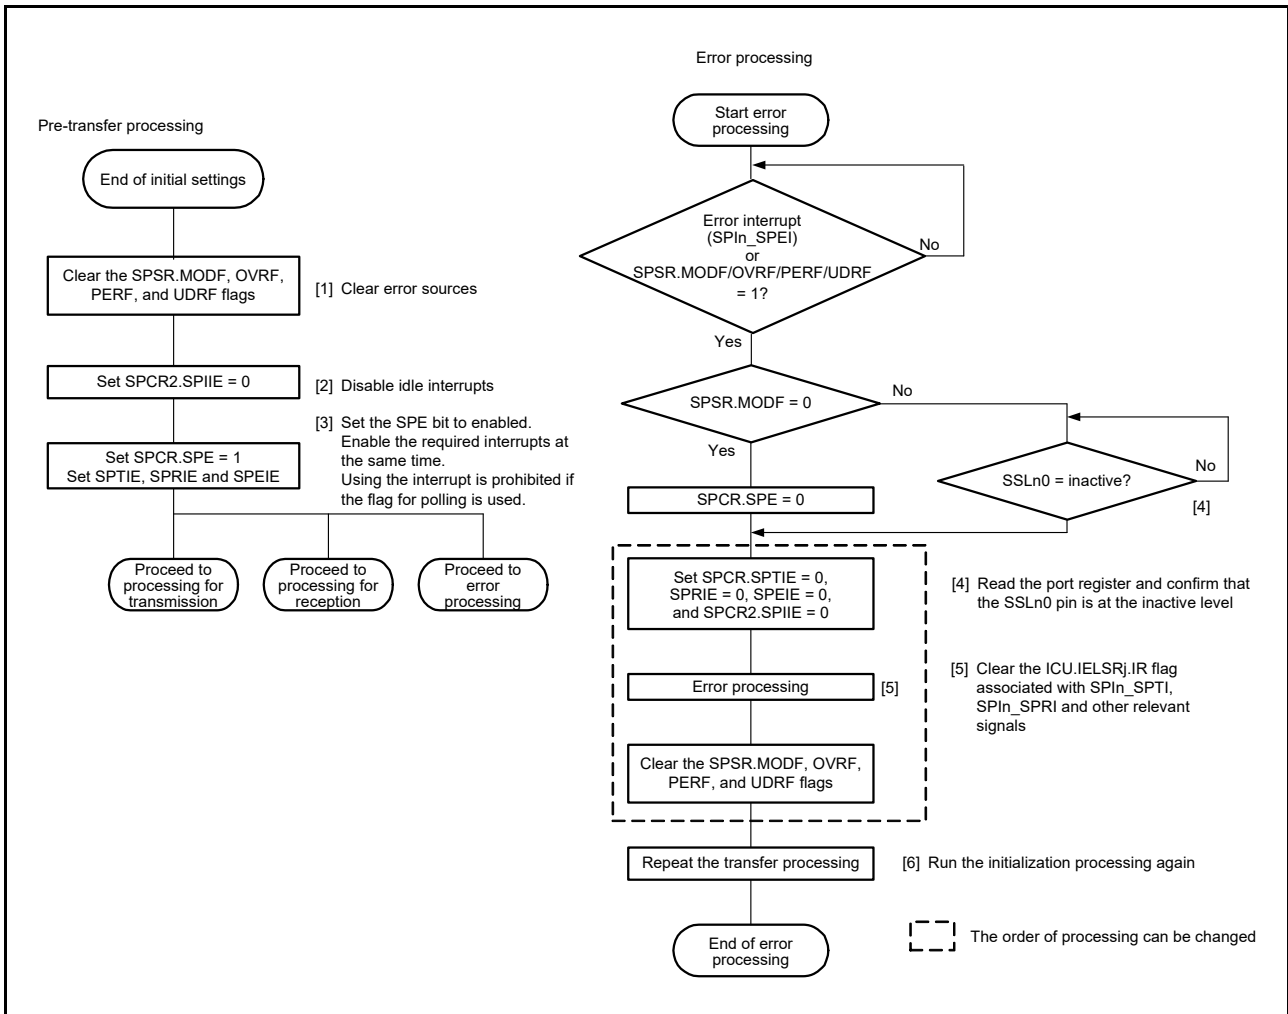 Pre-transfer processing
End of initial settings
Clear the SPSR.MODF, OVRF,
PERF, and UDRF flags
[1] Clear error sources
Set SPCR2.SPIIE = 0
[2] Disable idle interrupts
Set SPCR.SPE = 1
Set SPTIE, SPRIE and SPEIE
[3] Set the SPE bit to enabled.
Enable the required interrupts at
the same time.
Using the interrupt is prohibited if
the flag for polling is used.
Proceed to
processing for
transmission
Proceed to
processing for
reception
Proceed to
error
processing
Error processing
Start error
processing
Error interrupt
(SPIn_SPEI)
or
SPSR.MODF/OVRF/PERF/UDRF
= 1?
No
Yes
SPSR.MODF = 0
No
Yes
SSLn0 = inactive?
No
[4]
SPCR.SPE = 0
Set SPCR.SPTIE = 0,
SPRIE = 0, SPEIE = 0,
and SPCR2.SPIIE = 0
[4] Read the port register and confirm that
the SSLn0 pin is at the inactive level
Error processing
[5]
[5] Clear the ICU.IELSRj.IR flag
associated with SPIn_SPTI,
SPIn_SPRI and other relevant
signals
Clear the SPSR.MODF, OVRF,
PERF, and UDRF flags
Repeat the transfer processing
[6] Run the initialization processing again
End of error
processing
The order of processing can be changed